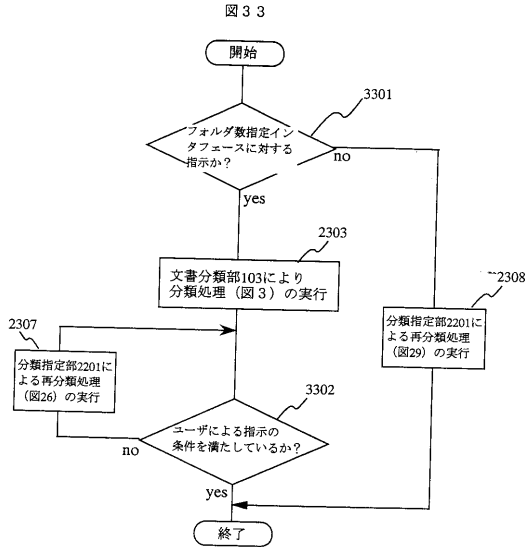 図33
開始
3301
フォルダ数指定イン
タフェースに対する
指示か？
no
yes
2303
文書分類部103により
分類処理（図3）の実行
2308
分類指定部2201に
よる再分類処理
（図29）の実行
2307
分類指定部2201に
よる再分類処理
（図26）の実行
3302
ユーザによる指示の
条件を満たしているか？
no
yes
終了